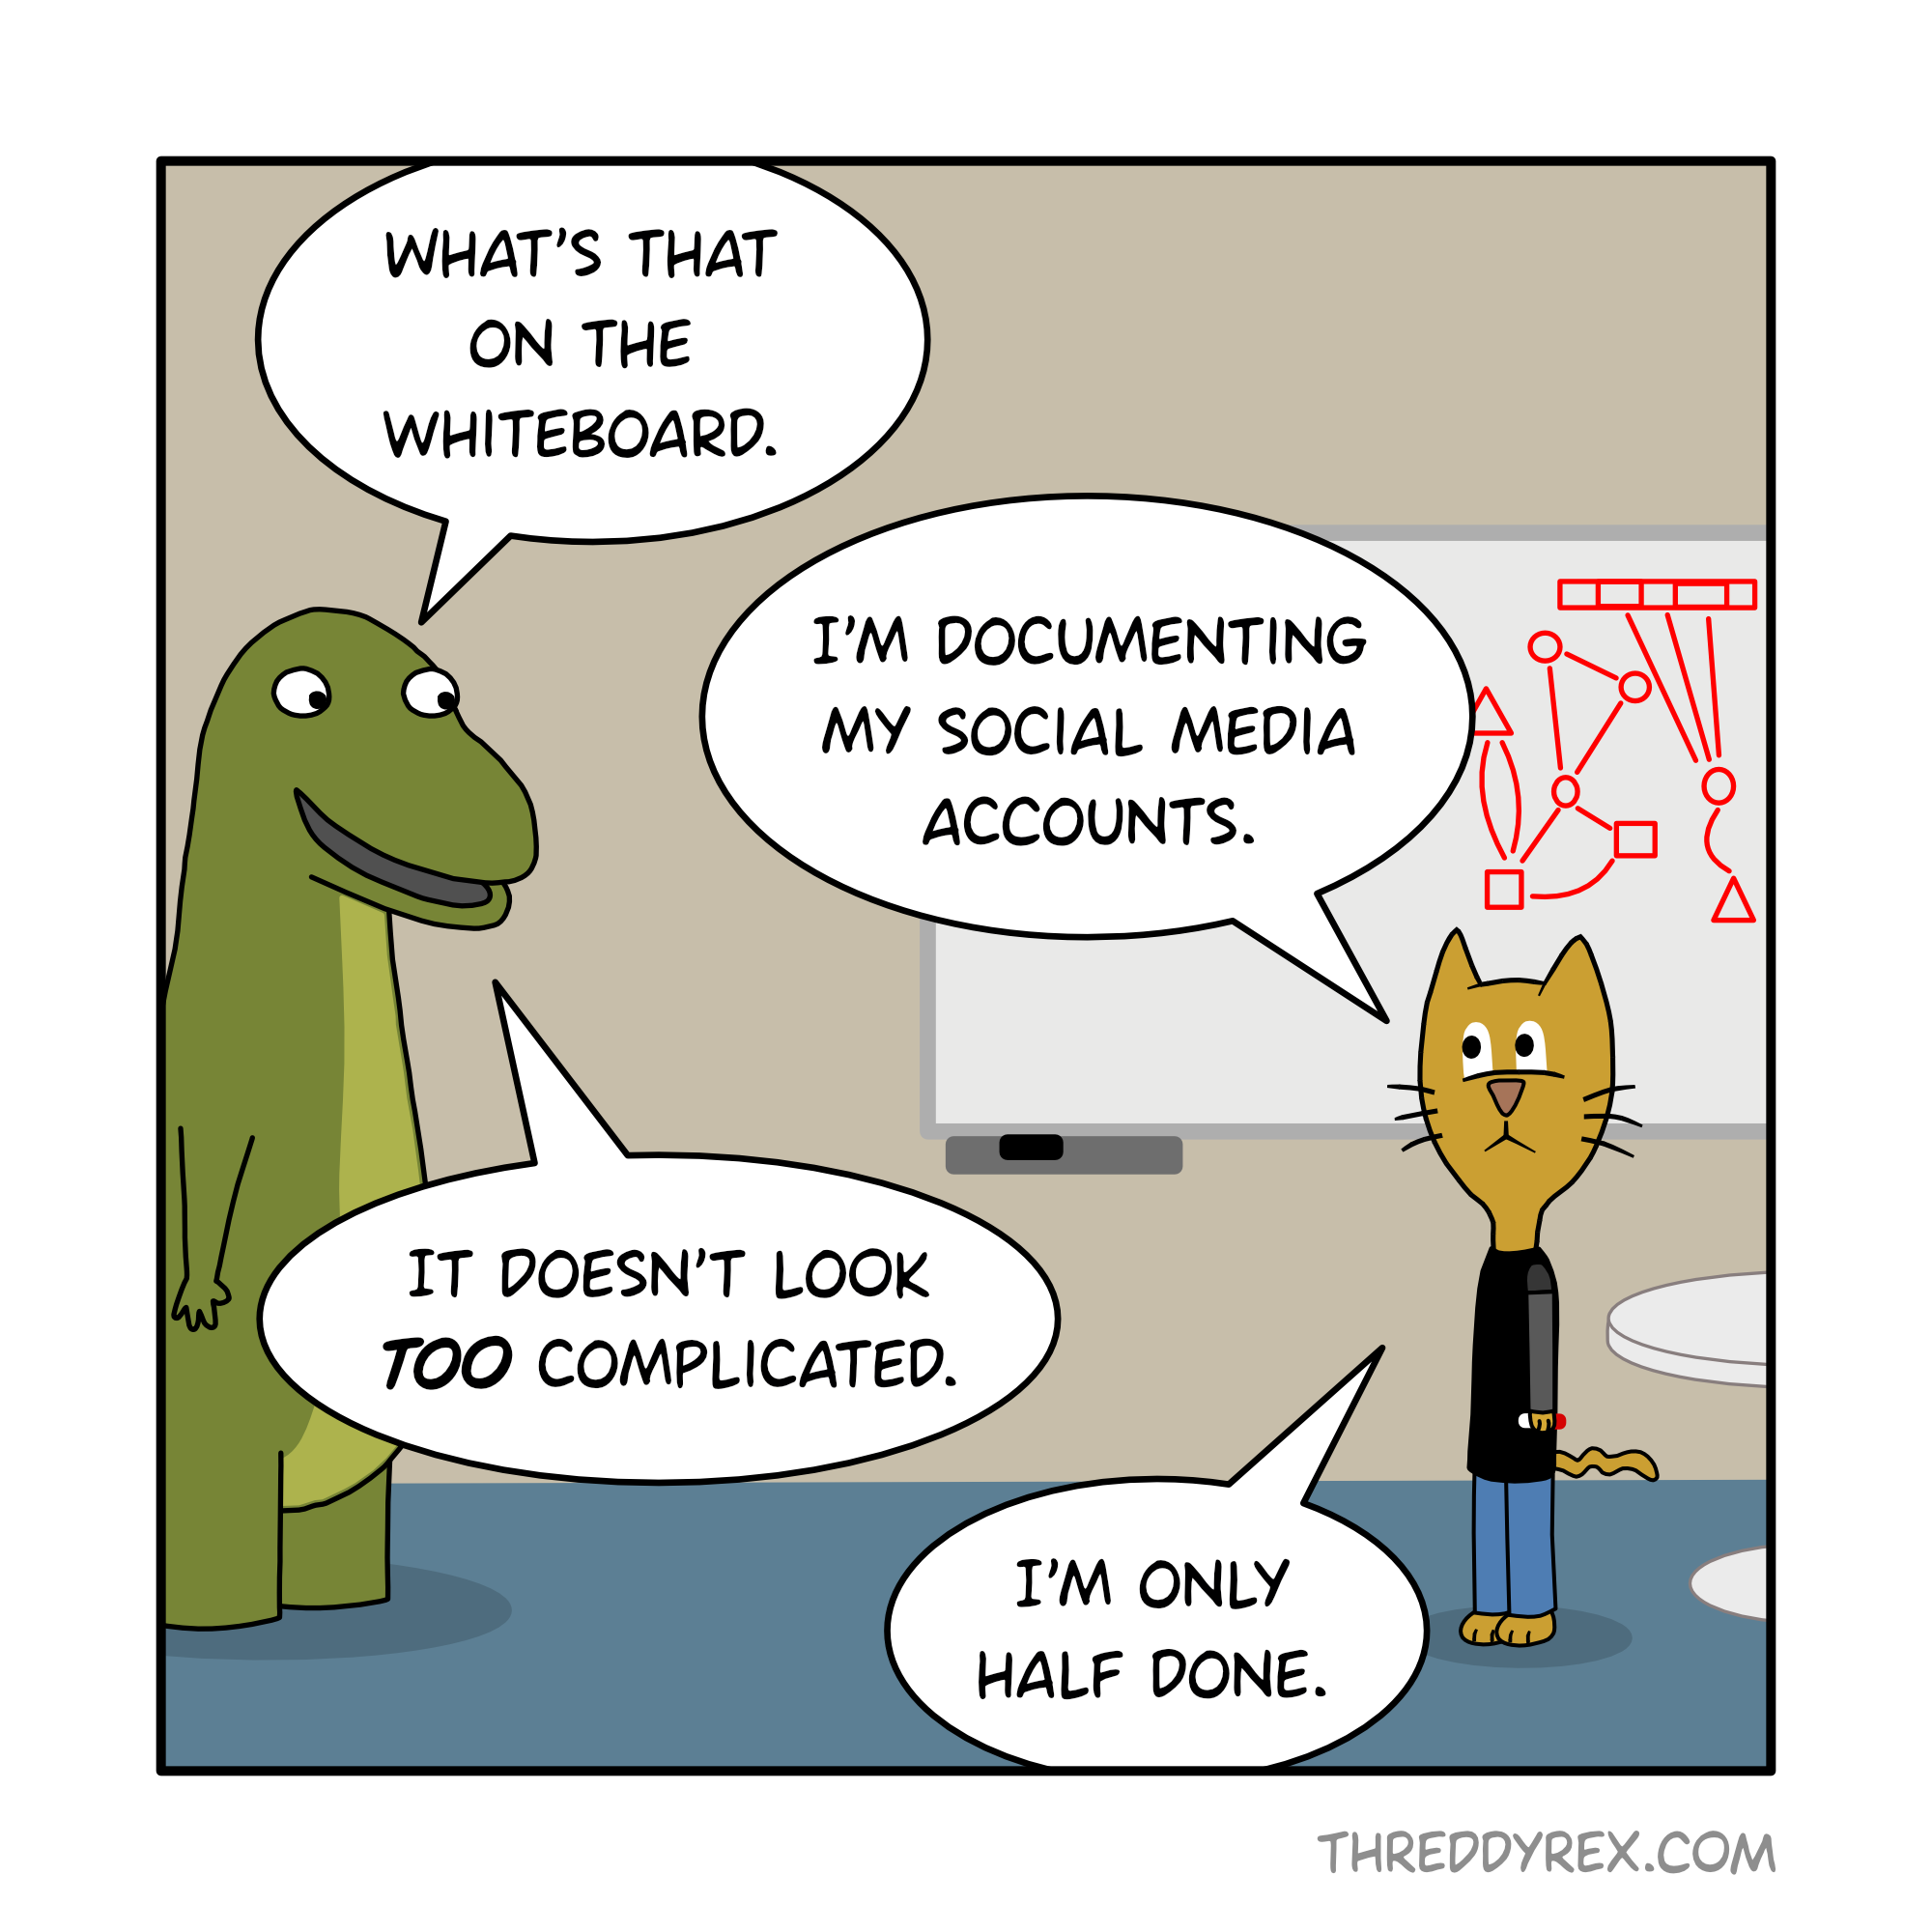 WHAT'S THAT
ON THE
WHITEBOARD.
I'M DOCUMENTING
MY SOCIAL MEDIA
ACCOUNTS.
IT DOESN'T LOOK
TOO COMPLICATED.
I'M ONLY
HALF DONE.
THREDDYREX.COM